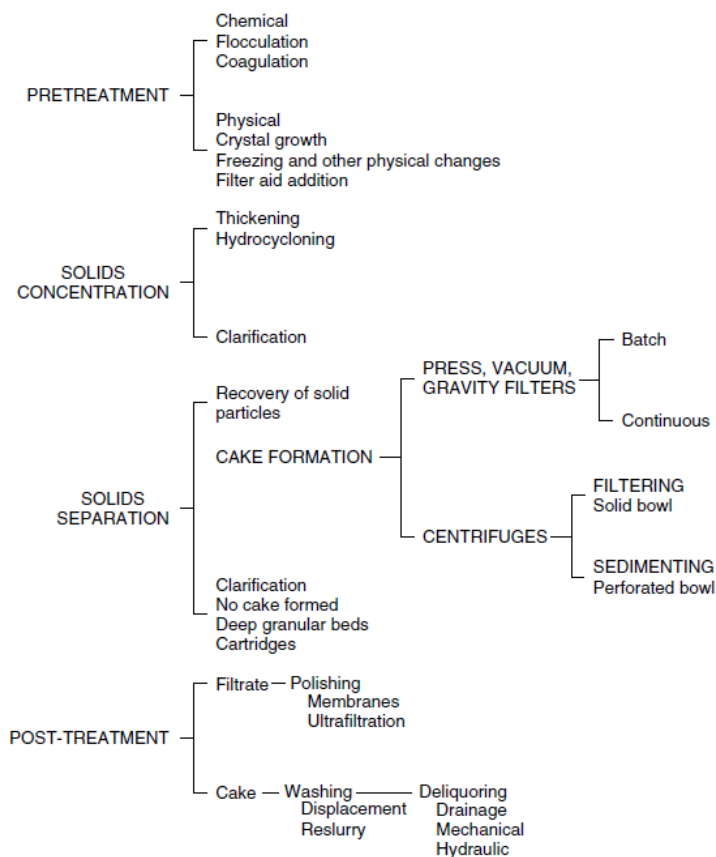 PRETREATMENT
Chemical
Flocculation
Coagulation
Physical
Crystal growth
Freezing and other physical changes
Filter aid addition
SOLIDS
CONCENTRATION
Thickening
Hydrocycloning
Clarification
SOLIDS
SEPARATION
Recovery of solid
particles
CAKE FORMATION
PRESS, VACUUM,
GRAVITY FILTERS
Batch
Continuous
CENTRIFUGES
FILTERING
Solid bowl
SEDIMENTING
Perforated bowl
Clarification
No cake formed
Deep granular beds
Cartridges
POST-TREATMENT
Filtrate
Polishing
Membranes
Ultrafiltration
Cake
Washing
Displacement
Reslurry
Deliquoring
Drainage
Mechanical
Hydraulic